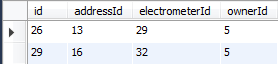 id addressId electrometerId ownerId
26 13 29 5
29 16 32 5